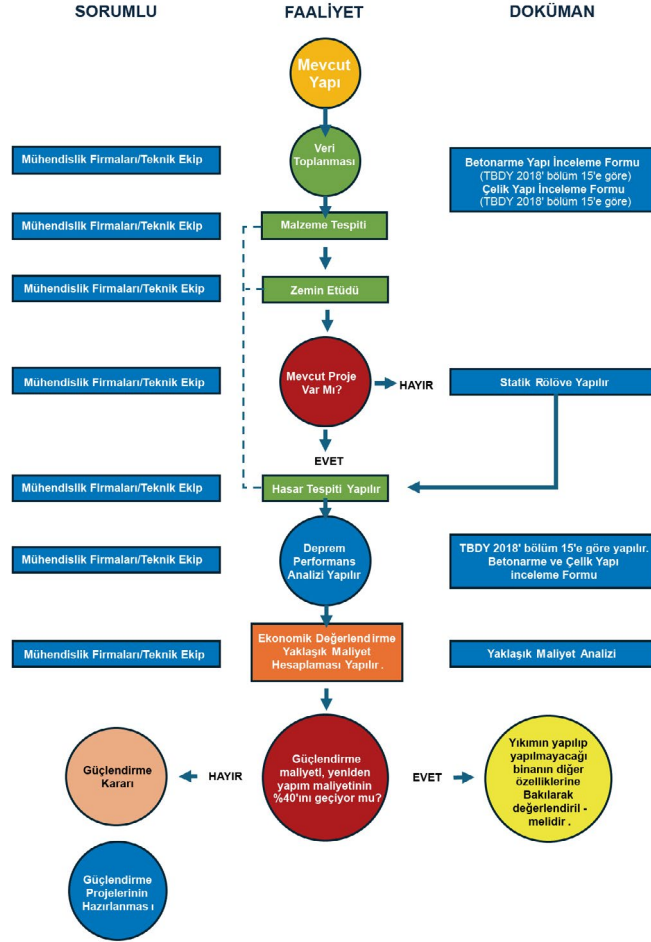 SORUMLU
FAALİYET
DOKÜMAN
Mevcut
Yapı
Mühendislik Firmaları/Teknik Ekip
Veri
Toplanması
Betonarme Yapı İnceleme Formu
(TBDY 2018' bölüm 15'e göre)
Çelik Yapı İnceleme Formu
(TBDY 2018' bölüm 15'e göre)
Mühendislik Firmaları/Teknik Ekip
Malzeme Tespiti
Mühendislik Firmaları/Teknik Ekip
Zemin Etüdü
Mühendislik Firmaları/Teknik Ekip
Mevcut Proje
Var Mı?
HAYIR
Statik Rölöve Yapılır
EVET
Mühendislik Firmaları/Teknik Ekip
Hasar Tespiti Yapılır
Mühendislik Firmaları/Teknik Ekip
Deprem
Performans
Analizi Yapılır
TBDY 2018' bölüm 15'e göre yapılır.
Betonarme ve Çelik Yapı
inceleme Formu
Mühendislik Firmaları/Teknik Ekip
Ekonomik Değerlendirme
Yaklaşık Maliyet
Hesaplaması Yapılır .
Yaklaşık Maliyet Analizi
Güçlendirme
Kararı
HAYIR
Güçlendirme
maliyeti, yeniden
yapım maliyetinin
%40'ını geçiyor mu?
EVET
Yıkımın yapılıp
yapılmayacağı
binanın diğer
özelliklerine
Bakılarak
değerlendiril -
melidir .
Güçlendirme
Projelerinin
Hazırlanmas ı